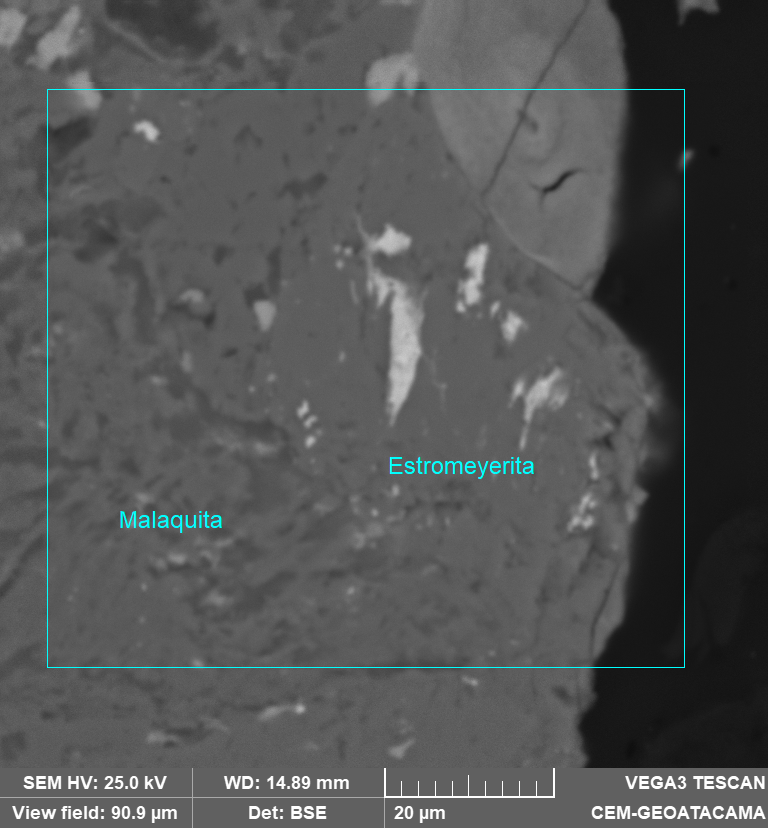 Estromeyerita
Malaquita
SEM HV: 25.0 kV
WD: 14.89 mm
VEGA3 TESCAN
View field: 90.9 µm
Det: BSE
20 µm
CEM-GEOATACAMA